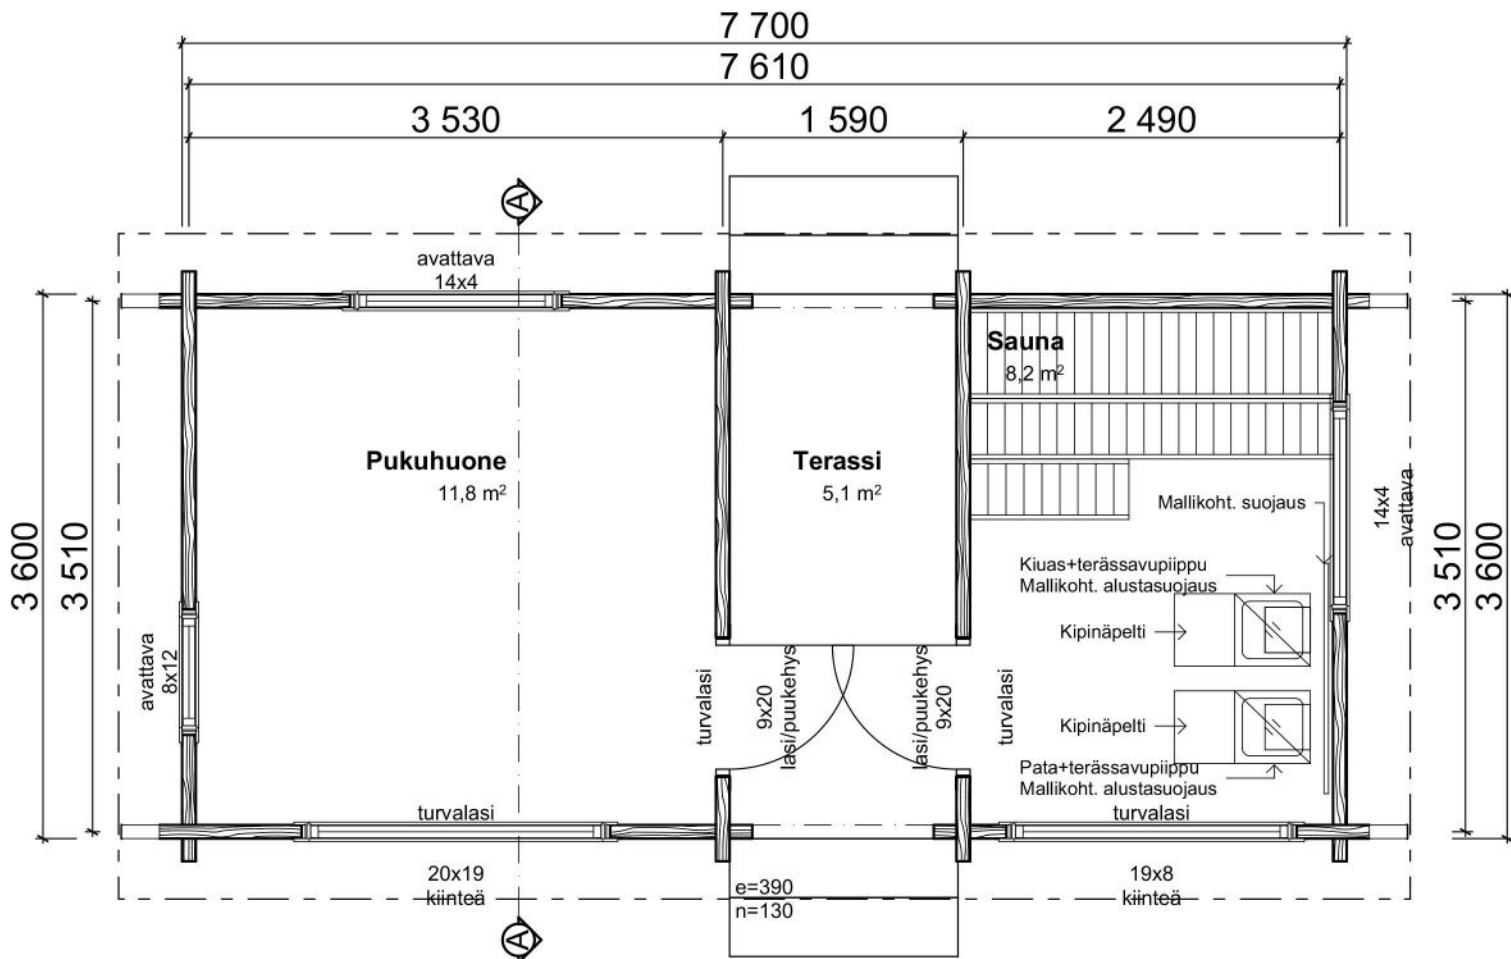 7 700
7 610
3 530
1 590
2 490
A
avattava
14x4
Sauna
8,2 m²
Pukuhuone
11,8 m²
Terassi
5,1 m²
Mallikoht. suojaus
14x4
avattava
3 600
3 510
3 510
3 600
Kiuas+terässavupiippu
Mallikoht. alustasuojaus
Kipinäpelti
avattava
8x12
turvalasi
9x20
lasi/puukehys
lasi/puukehys
9x20
turvalasi
Kipinäpelti
Pata+terässavupiippu
Mallikoht. alustasuojaus
turvalasi
turvalasi
20x19
kiinteä
e=390
n=130
19x8
kiinteä
A